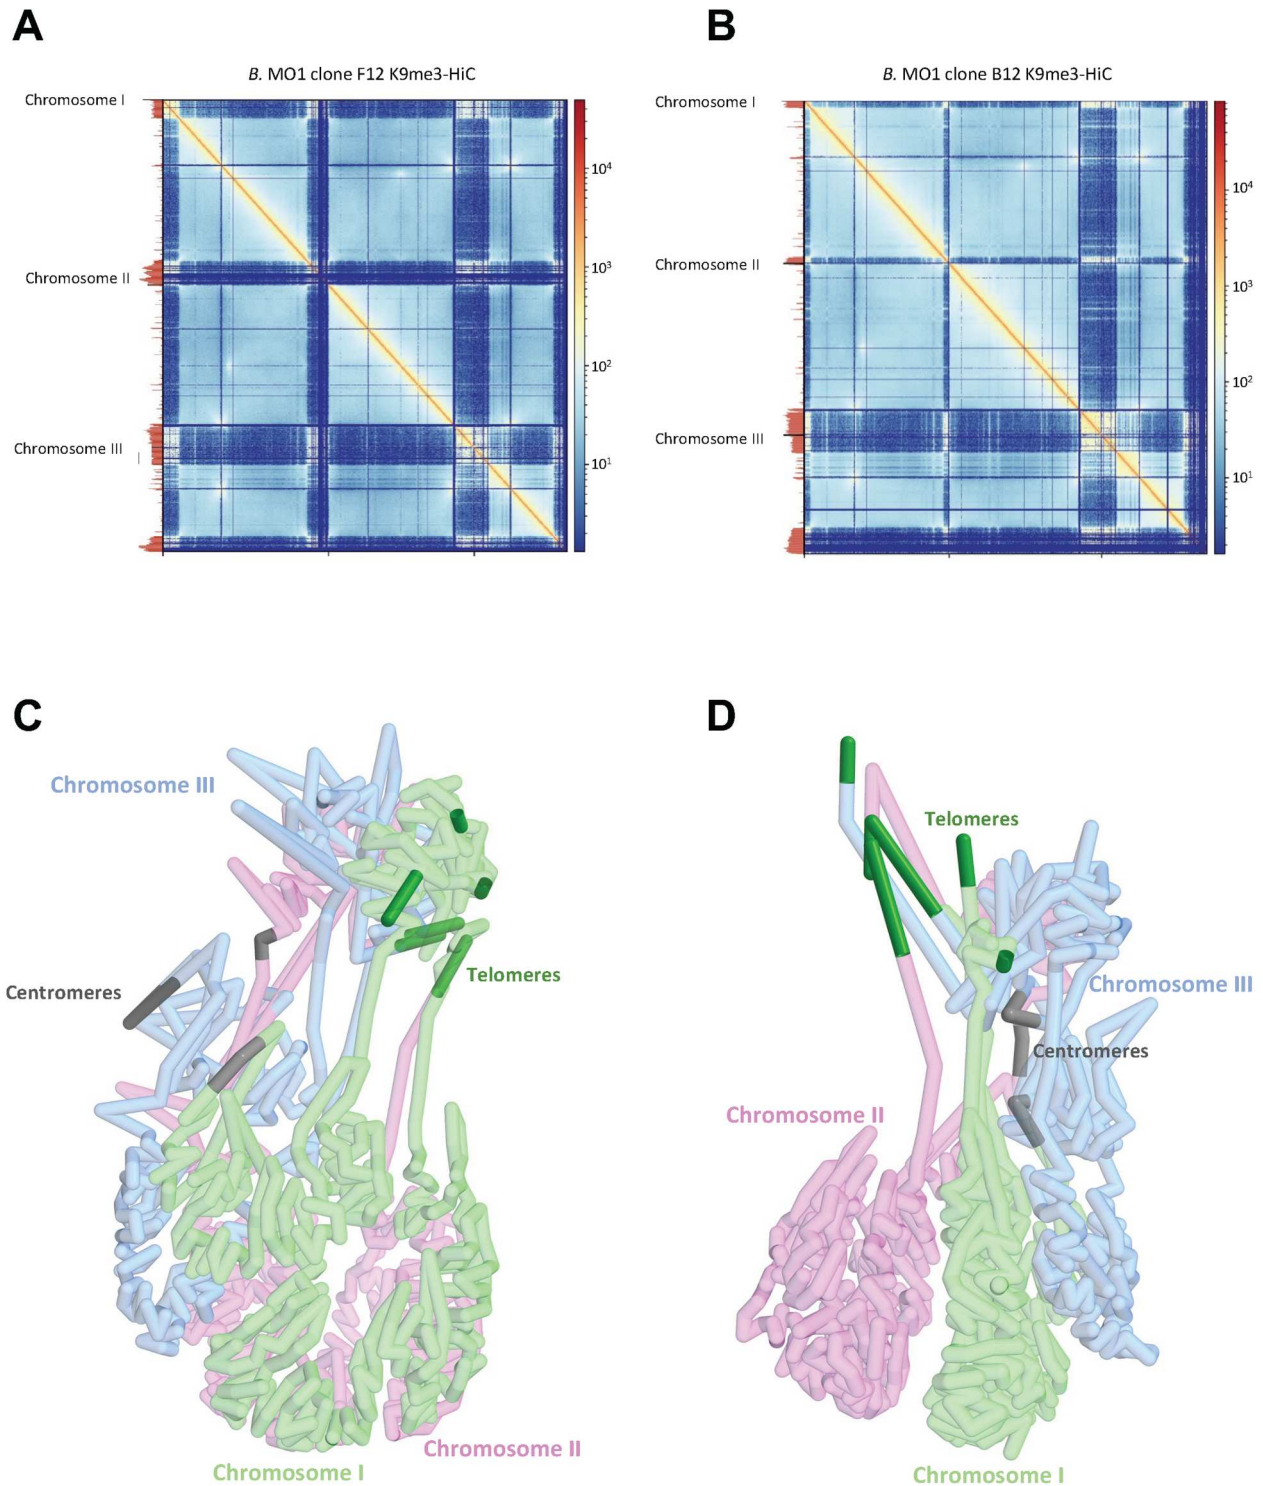 A
B
B. MO1 clone F12 K9me3-HiC
B. MO1 clone B12 K9me3-HiC
Chromosome I
Chromosome II
Chromosome III
10⁴
10³
10²
10¹
Chromosome I
Chromosome II
Chromosome III
10⁴
10³
10²
10¹
C
D
Chromosome III
Centromeres
Telomeres
Chromosome II
Chromosome I
Telomeres
Chromosome III
Centromeres
Chromosome II
Chromosome I